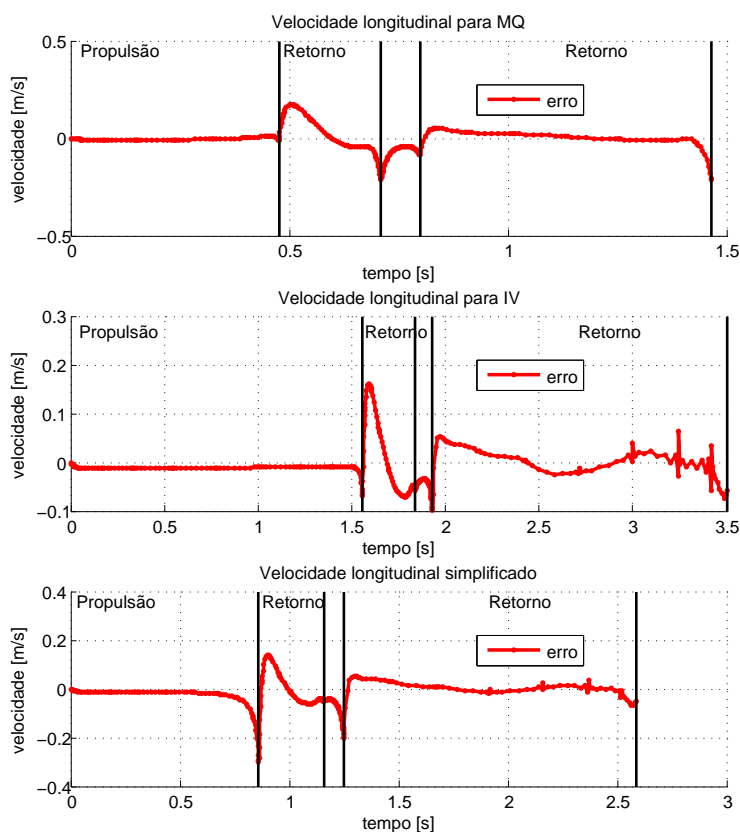 Velocidade longitudinal para MQ
0.5
Propulsão Retorno Retorno
erro
velocidade [m/s]
0
−0.5
0 0.5 1 1.5
tempo [s]
Velocidade longitudinal para IV
0.3
Propulsão Retorno Retorno
0.2
erro
velocidade [m/s]
0.1
0
−0.1
0 0.5 1 1.5 2 2.5 3 3.5
tempo [s]
Velocidade longitudinal simplificado
0.4
Propulsão Retorno Retorno
0.2
erro
velocidade [m/s]
0
−0.2
−0.4
0 0.5 1 1.5 2 2.5 3
tempo [s]